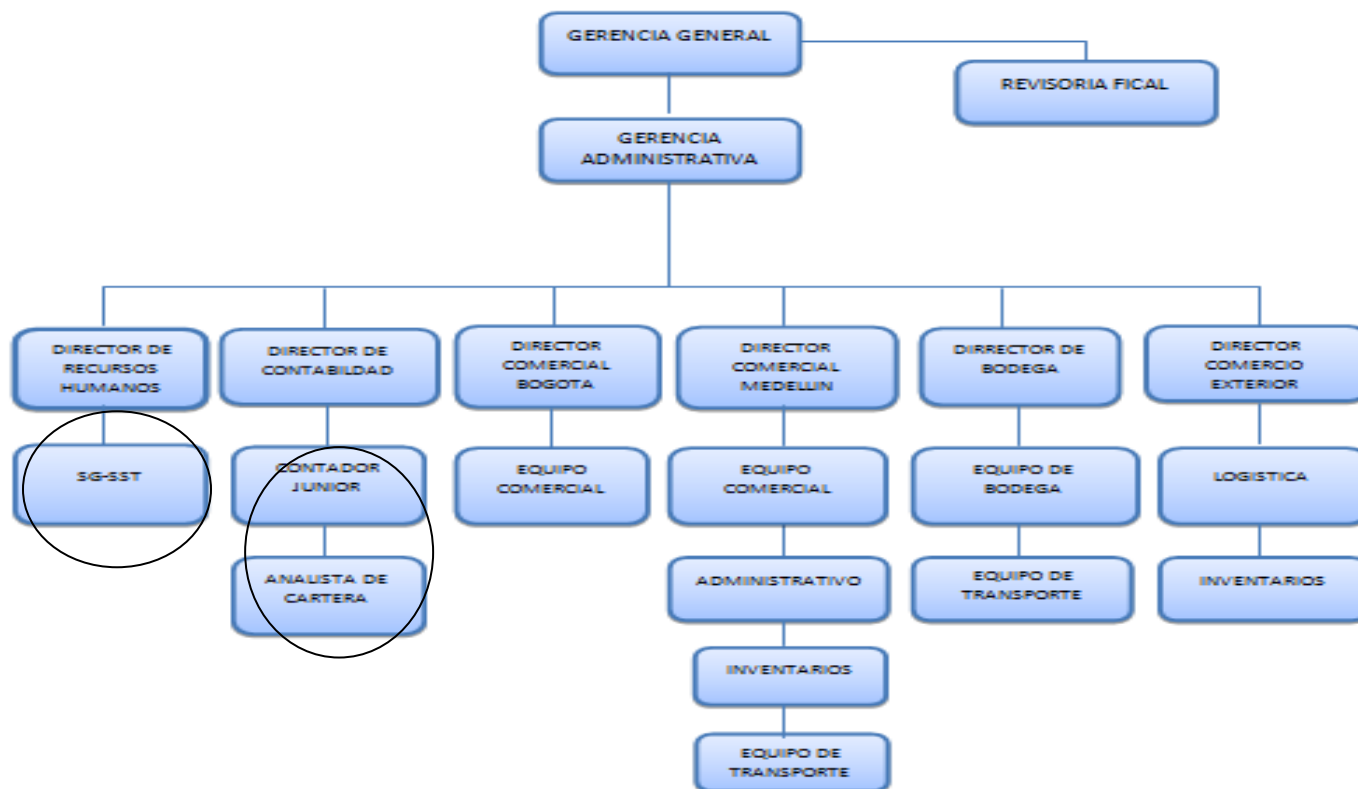 GERENCIA GENERAL
REVISORIA FICAL
GERENCIA
ADMINISTRATIVA
DIRECTOR DE
RECURSOS
HUMANOS
DIRECTOR DE
CONTABILDAD
DIRECTOR
COMERCIAL
BOGOTA
DIRECTOR
COMERCIAL
MEDELLIN
DIRRECTOR DE
BODEGA
DIRECTOR
COMERCIO
EXTERIOR
SG-SST
CONTADOR
JUNIOR
EQUIPO
COMERCIAL
EQUIPO
COMERCIAL
EQUIPO DE
BODEGA
LOGISTICA
ANALISTA DE
CARTERA
ADMINISTRATIVO
EQUIPO DE
TRANSPORTE
INVENTARIOS
INVENTARIOS
EQUIPO DE
TRANSPORTE